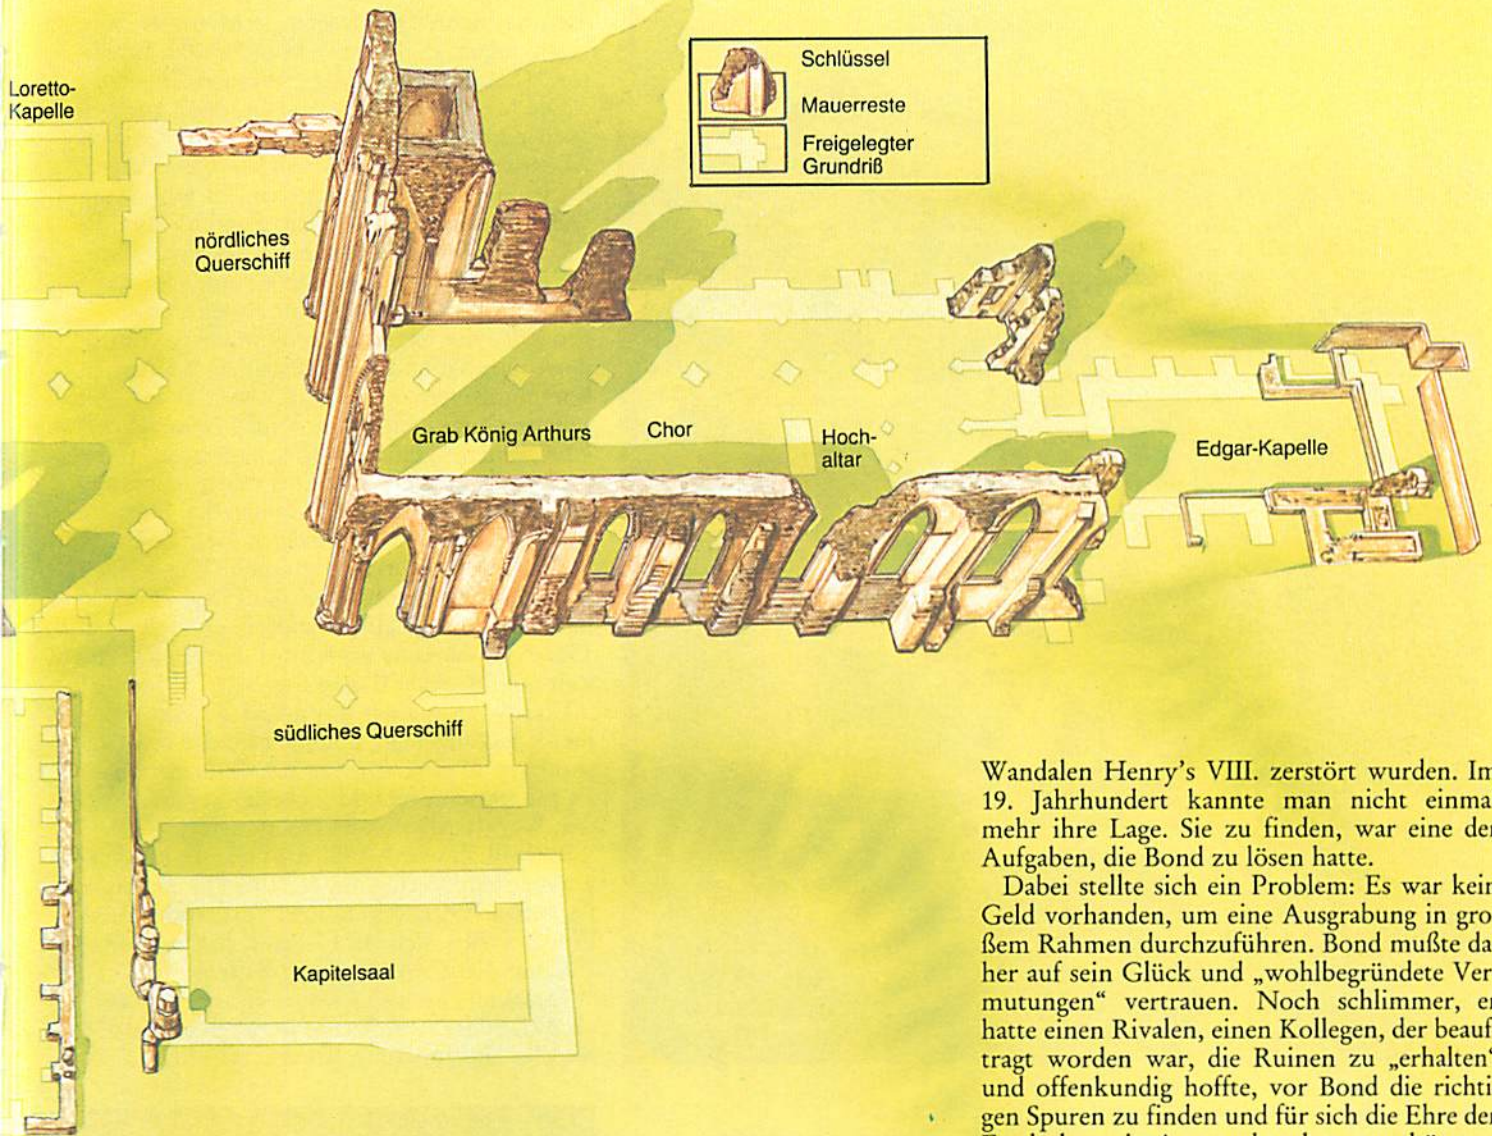 Loretto-
Kapelle
Schlüssel
Mauerreste
Freigelegter
Grundriß
nördliches
Querschiff
Grab König Arthurs
Chor
Hoch-
altar
Edgar-Kapelle
südliches Querschiff
Kapitelsaal
Wandalen Henry's VIII. zerstört wurden. Im
19. Jahrhundert kannte man nicht einma
mehr ihre Lage. Sie zu finden, war eine der
Aufgaben, die Bond zu lösen hatte.
Dabei stellte sich ein Problem: Es war kein
Geld vorhanden, um eine Ausgrabung in gro
ßem Rahmen durchzuführen. Bond mußte da
her auf sein Glück und „wohlbegründete Ver
mutungen“ vertrauen. Noch schlimmer, er
hatte einen Rivalen, einen Kollegen, der beauf
tragt worden war, die Ruinen zu „erhalten“
und offenkundig hoffte, vor Bond die richti
gen Spuren zu finden und für sich die Ehre der